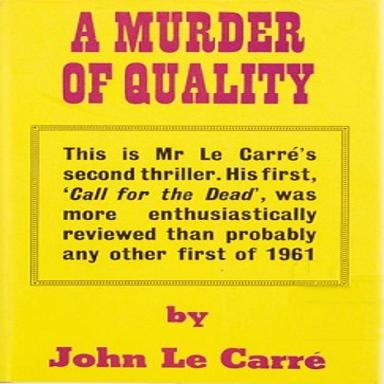 A MURDER
OF QUALITY
This is Mr Le Carré's
second thriller. His first,
'Call for the Dead', was
more enthusiastically
reviewed than probably
any other first of 1961
by
John Le Carré